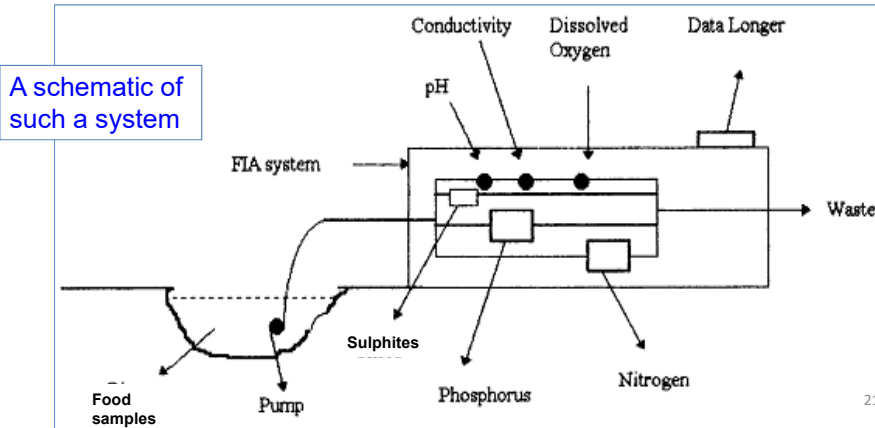 Conductivity
Dissolved
Oxygen
Data Longer
A schematic of
such a system
pH
FIA system
Waste
Sulphites
Food
samples
Pump
Phosphorus
Nitrogen
21